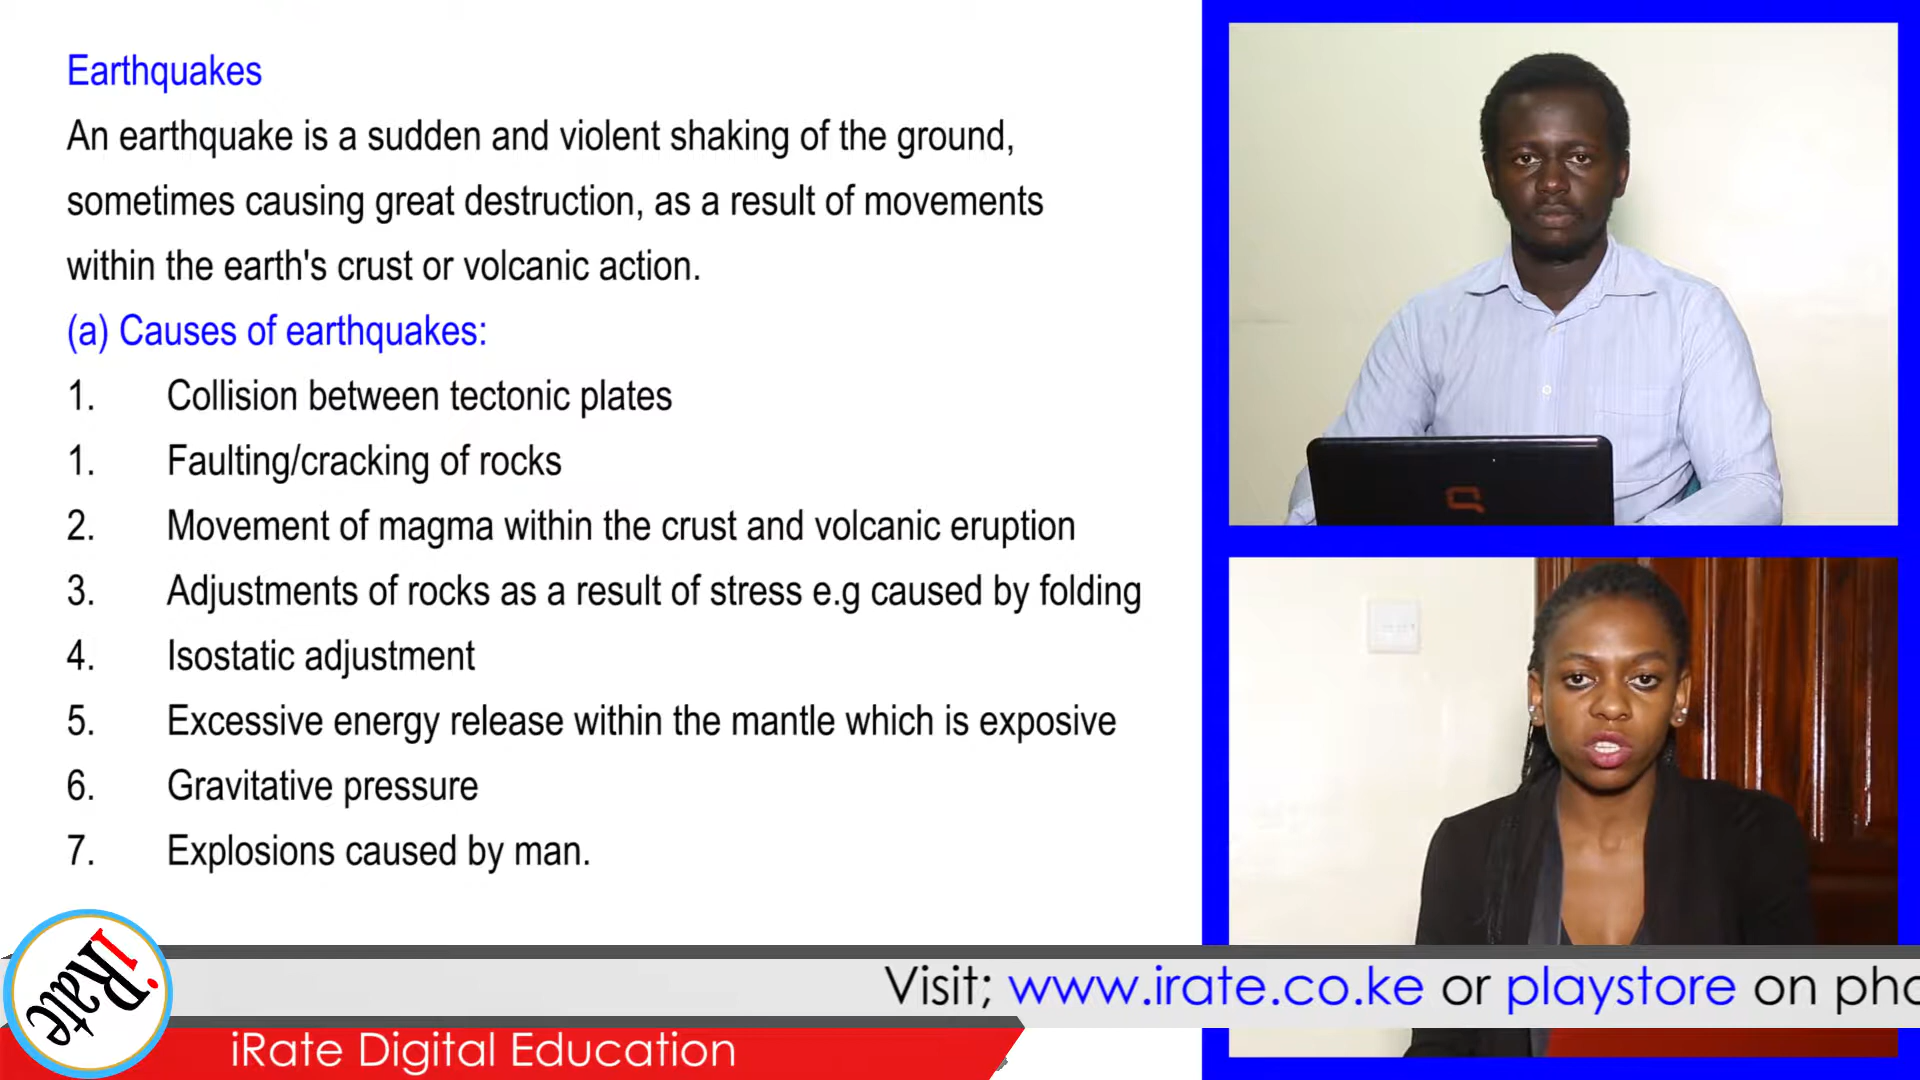 Earthquakes
An earthquake is a sudden and violent shaking of the ground,
sometimes causing great destruction, as a result of movements
within the earth's crust or volcanic action.
(a) Causes of earthquakes:
1. Collision between tectonic plates
1. Faulting/cracking of rocks
2. Movement of magma within the crust and volcanic eruption
3. Adjustments of rocks as a result of stress e.g caused by folding
4. Isostatic adjustment
5. Excessive energy release within the mantle which is exposive
6. Gravitative pressure
7. Explosions caused by man.
iRate
Visit; www.irate.co.ke or playstore on pho
iRate Digital Education